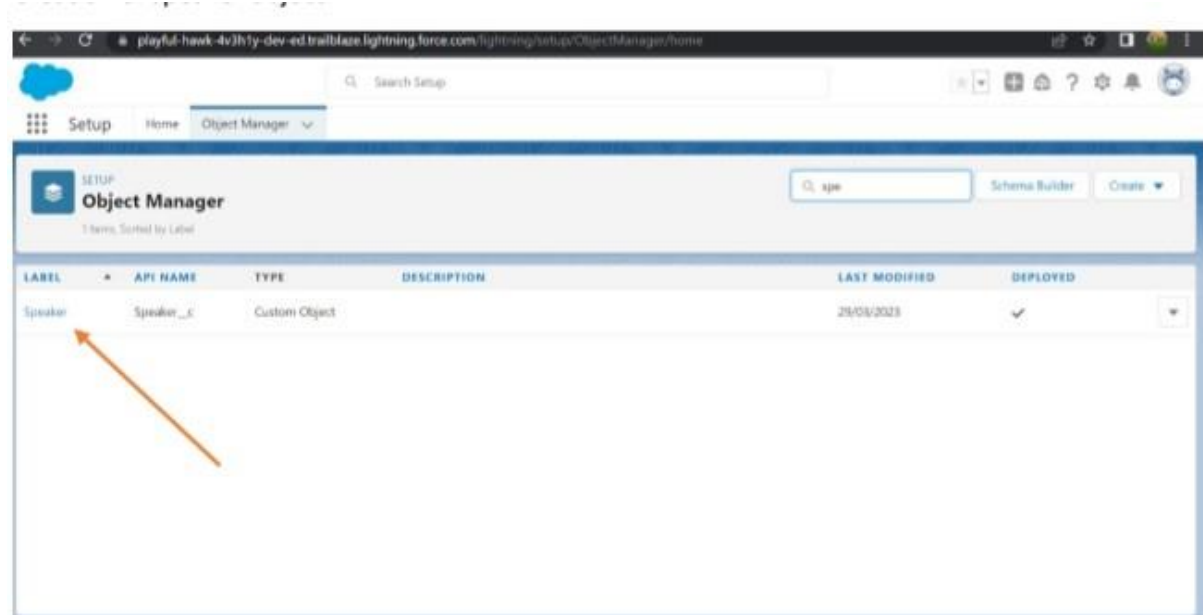 playful-hawk-4v3h1y-dev-ed.trailblaze.lightning.force.com/lightning/setup/ObjectManager/home
Search Setup
Setup Home Object Manager
SETUP
Object Manager
1 Items, Sorted by Label
spe
Schema Builder Create
LABEL API NAME TYPE DESCRIPTION LAST MODIFIED DEPLOYED
Speaker Speaker__c Custom Object 29/03/2023